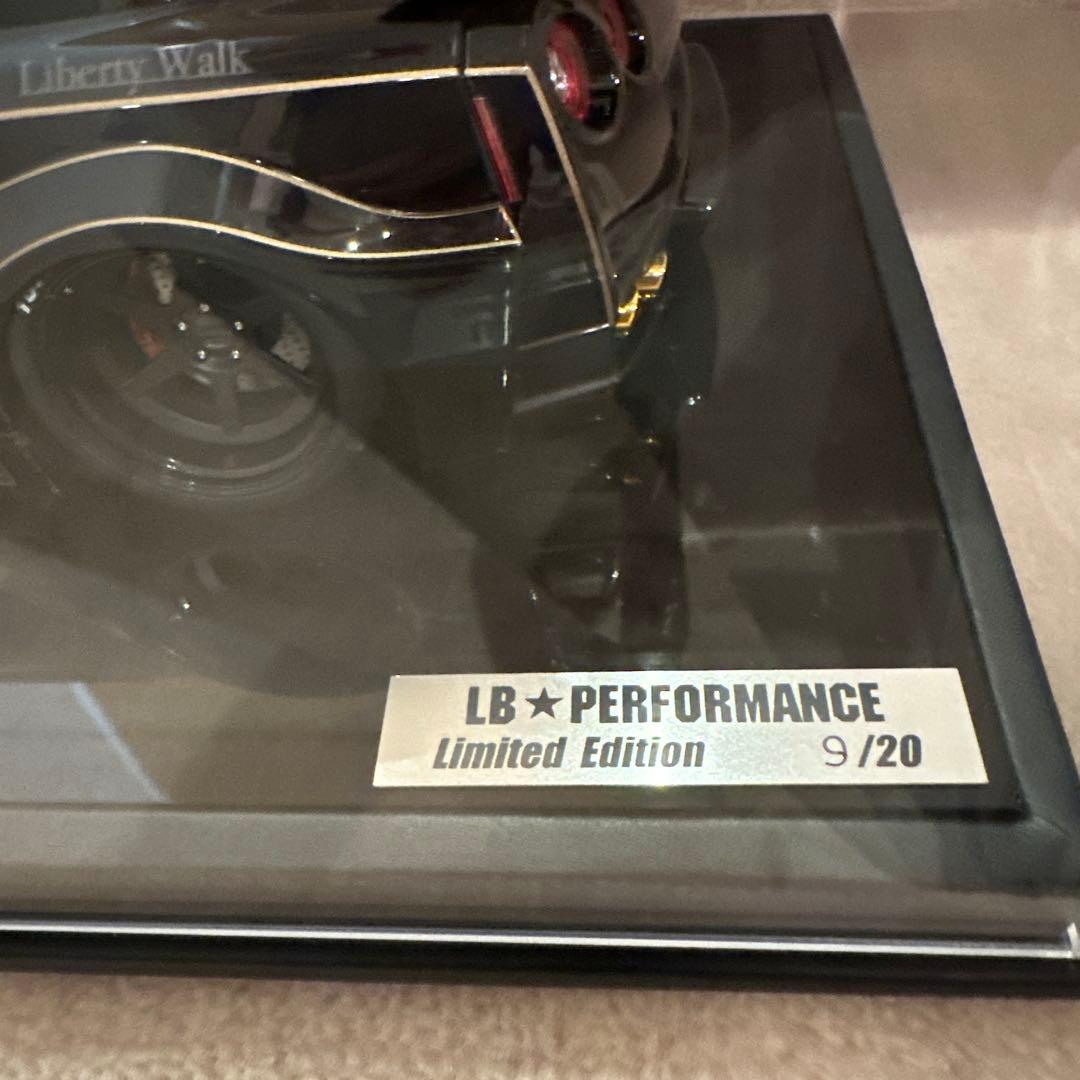 Liberty Walk
LB★PERFORMANCE
Limited Edition 9/20